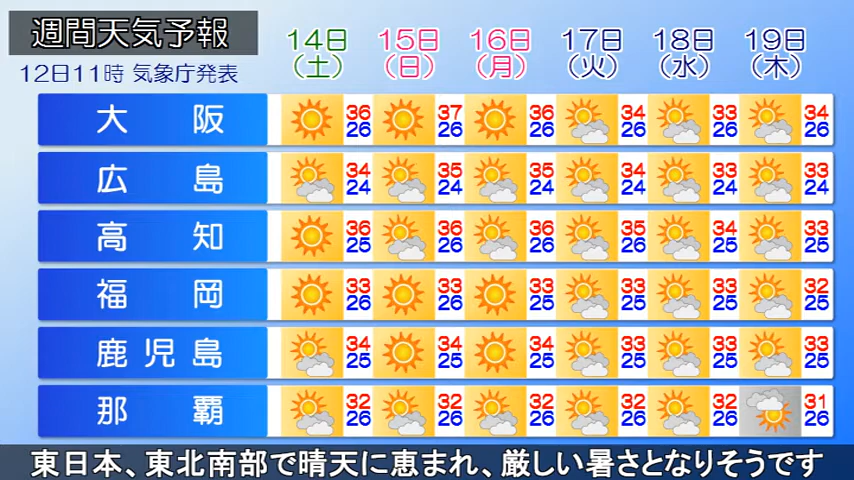 週間天気予報
12日11時 気象庁発表
14日 15日 16日 17日 18日 19日
(土) (日) (月) (火) (水) (木)
大阪 36 37 36 34 33 34
26 26 26 26 26 26
広島 34 35 35 34 33 33
24 24 24 24 24 24
高知 36 36 36 35 34 33
25 26 26 26 25 25
福岡 33 33 33 33 33 32
26 26 25 25 25 25
鹿児島 34 34 34 33 33 33
25 25 25 25 25 25
那覇 32 32 32 32 32 31
26 26 26 26 26 26
東日本、東北南部で晴天に恵まれ、厳しい暑さとなりそうです